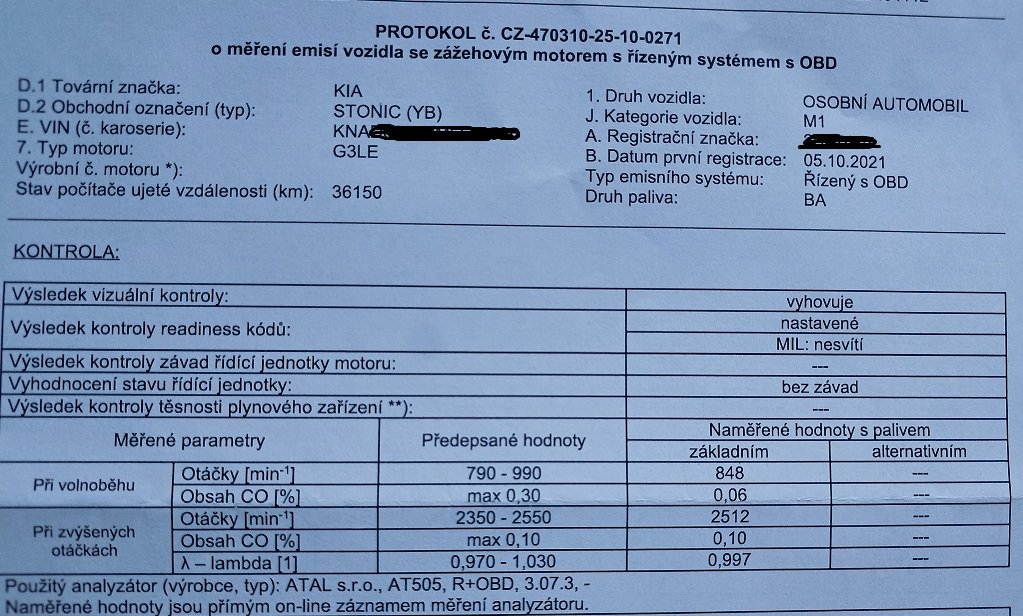 PROTOKOL č. CZ-470310-25-10-0271
o měření emisí vozidla se zážehovým motorem s řízeným systémem s OBD
D.1 Tovární značka: KIA
D.2 Obchodní označení (typ): STONIC (YB)
E. VIN (č. karoserie): KNA
7. Typ motoru: G3LE
Výrobní č. motoru *):
Stav počítače ujeté vzdálenosti (km): 36150
1. Druh vozidla: OSOBNÍ AUTOMOBIL
J. Kategorie vozidla: M1
A. Registrační značka:
B. Datum první registrace: 05.10.2021
Typ emisního systému: Řízený s OBD
Druh paliva: BA
KONTROLA:
Výsledek vizuální kontroly: vyhovuje
Výsledek kontroly readiness kódů: nastavené
MIL: nesvítí
Výsledek kontroly závad řídící jednotky motoru: ---
Vyhodnocení stavu řídící jednotky: bez závad
Výsledek kontroly těsnosti plynového zařízení **): ---
Měřené parametry Předepsané hodnoty Naměřené hodnoty s palivem
základním alternativním
Při volnoběhu Otáčky [min-1] 790 - 990 848 ---
Obsah CO [%] max 0,30 0,06 ---
Při zvýšených otáčkách Otáčky [min-1] 2350 - 2550 2512 ---
Obsah CO [%] max 0,10 0,10 ---
λ – lambda [1] 0,970 - 1,030 0,997 ---
Použitý analyzátor (výrobce, typ): ATAL s.r.o., AT505, R+OBD, 3.07.3, -
Naměřené hodnoty jsou přímým on-line záznamem měření analyzátoru.